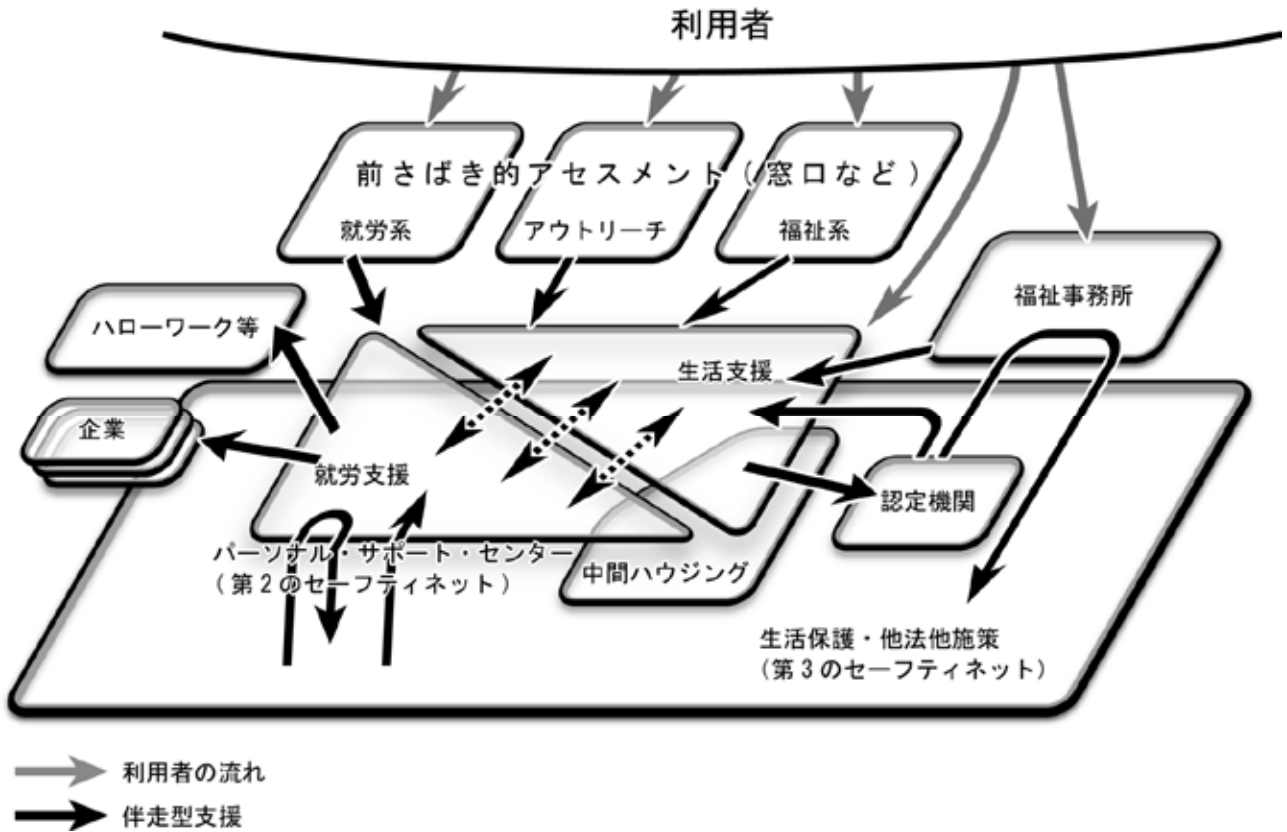 利用者
前さばき的アセスメント(窓口など)
就労系
アウトリーチ
福祉系
福祉事務所
ハローワーク等
生活支援
企業
就労支援
認定機関
パーソナル・サポート・センター
(第2のセーフティネット)
中間ハウジング
生活保護・他法他施策
(第3のセーフティネット)
利用者の流れ
伴走型支援